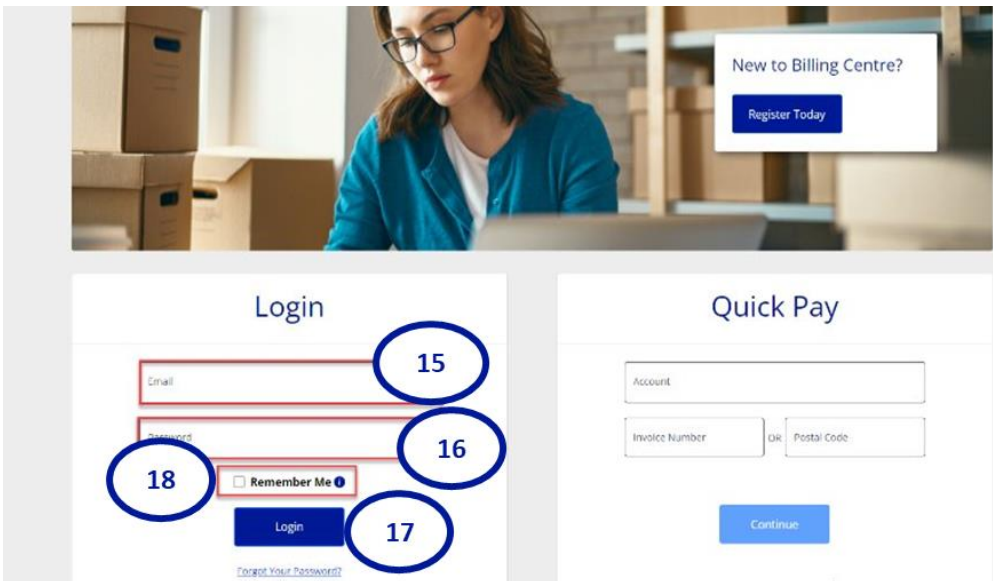 New to Billing Centre?
Register Today
Login
15
Email
Password
16
18
Remember Me
Login
17
Forgot Your Password?
Quick Pay
Account
Invoice Number OR Postal Code
Continue